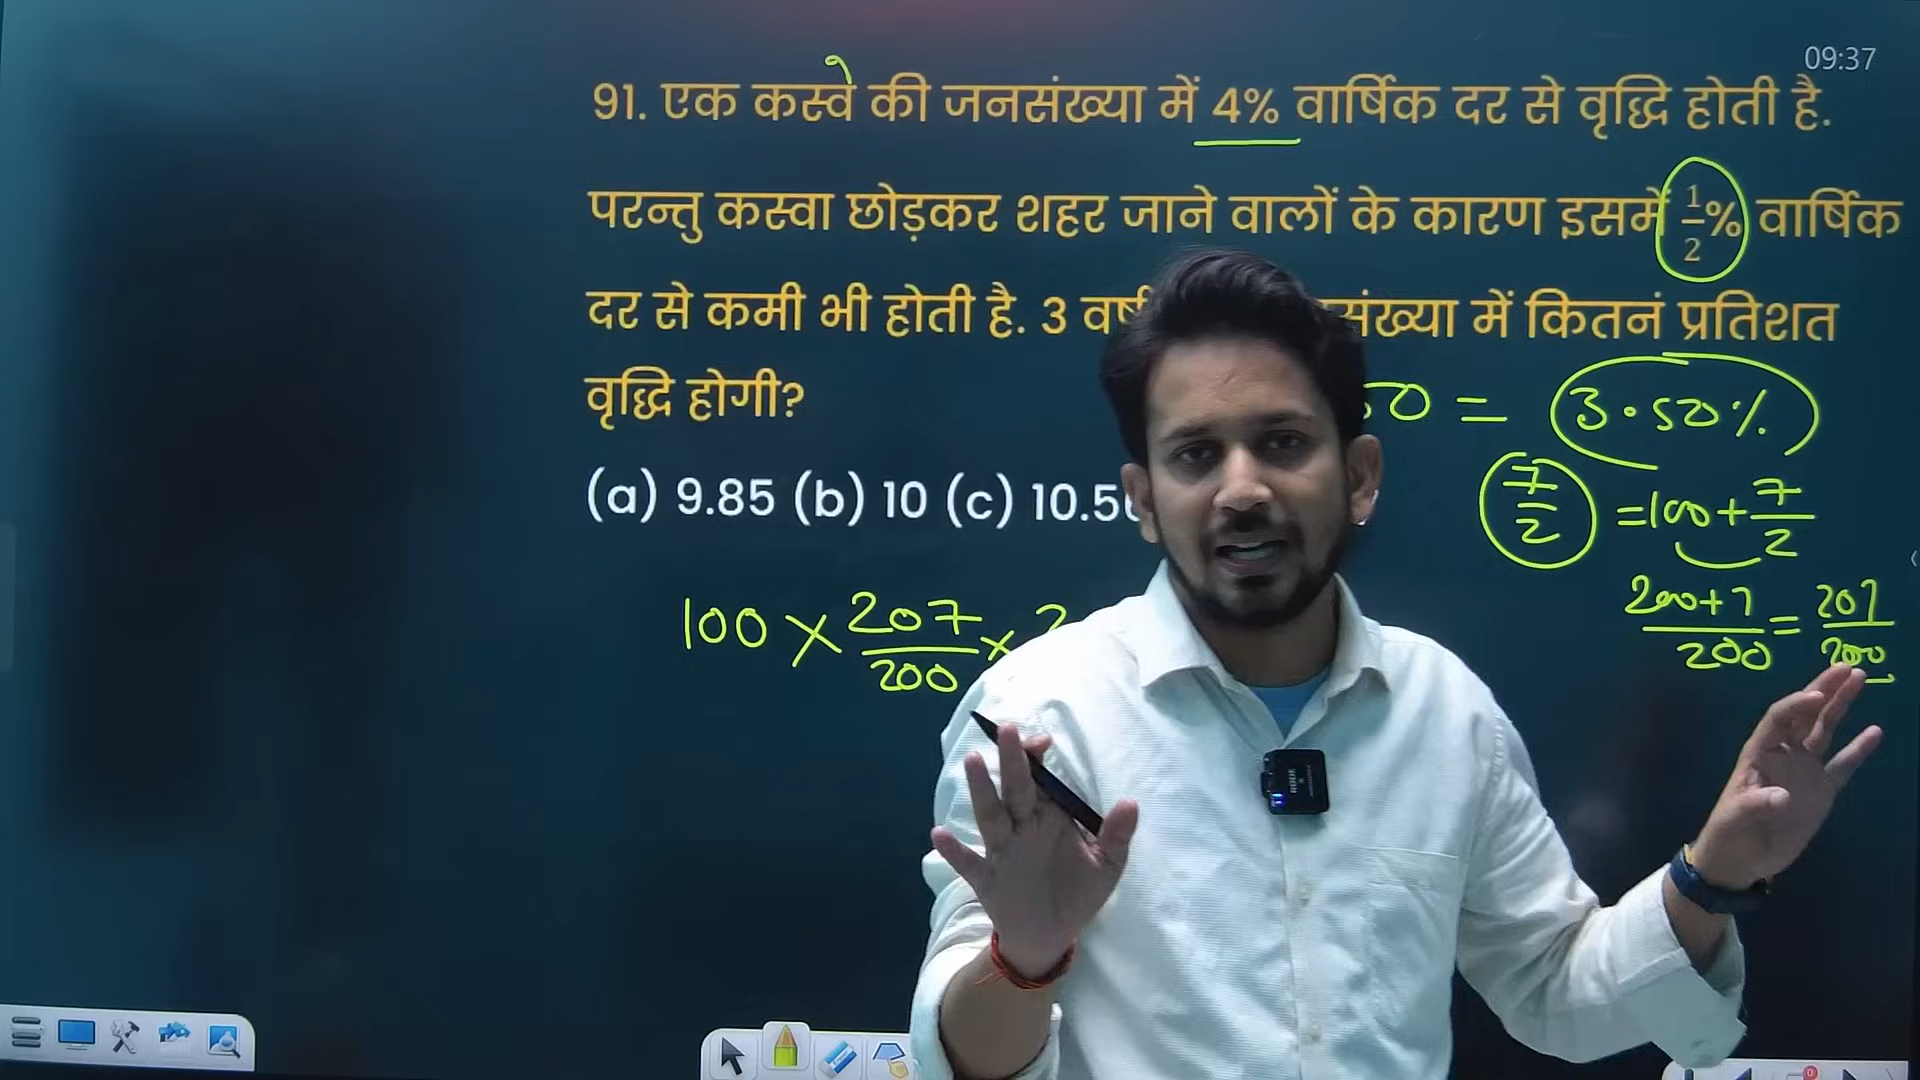 09:37
91. एक कस्वे की जनसंख्या में 4% वार्षिक दर से वृद्धि होती है.
परन्तु कस्वा छोड़कर शहर जाने वालों के कारण इसमें 1/2% वार्षिक
दर से कमी भी होती है. 3 में कितनं प्रतिशत
वृद्धि होगी?
50 = 3.50%
(a) 9.85 (b) 10 (c)
7/2 = 100 + 7/2
100 × 207/200 ×
200+7/200 = 207/200